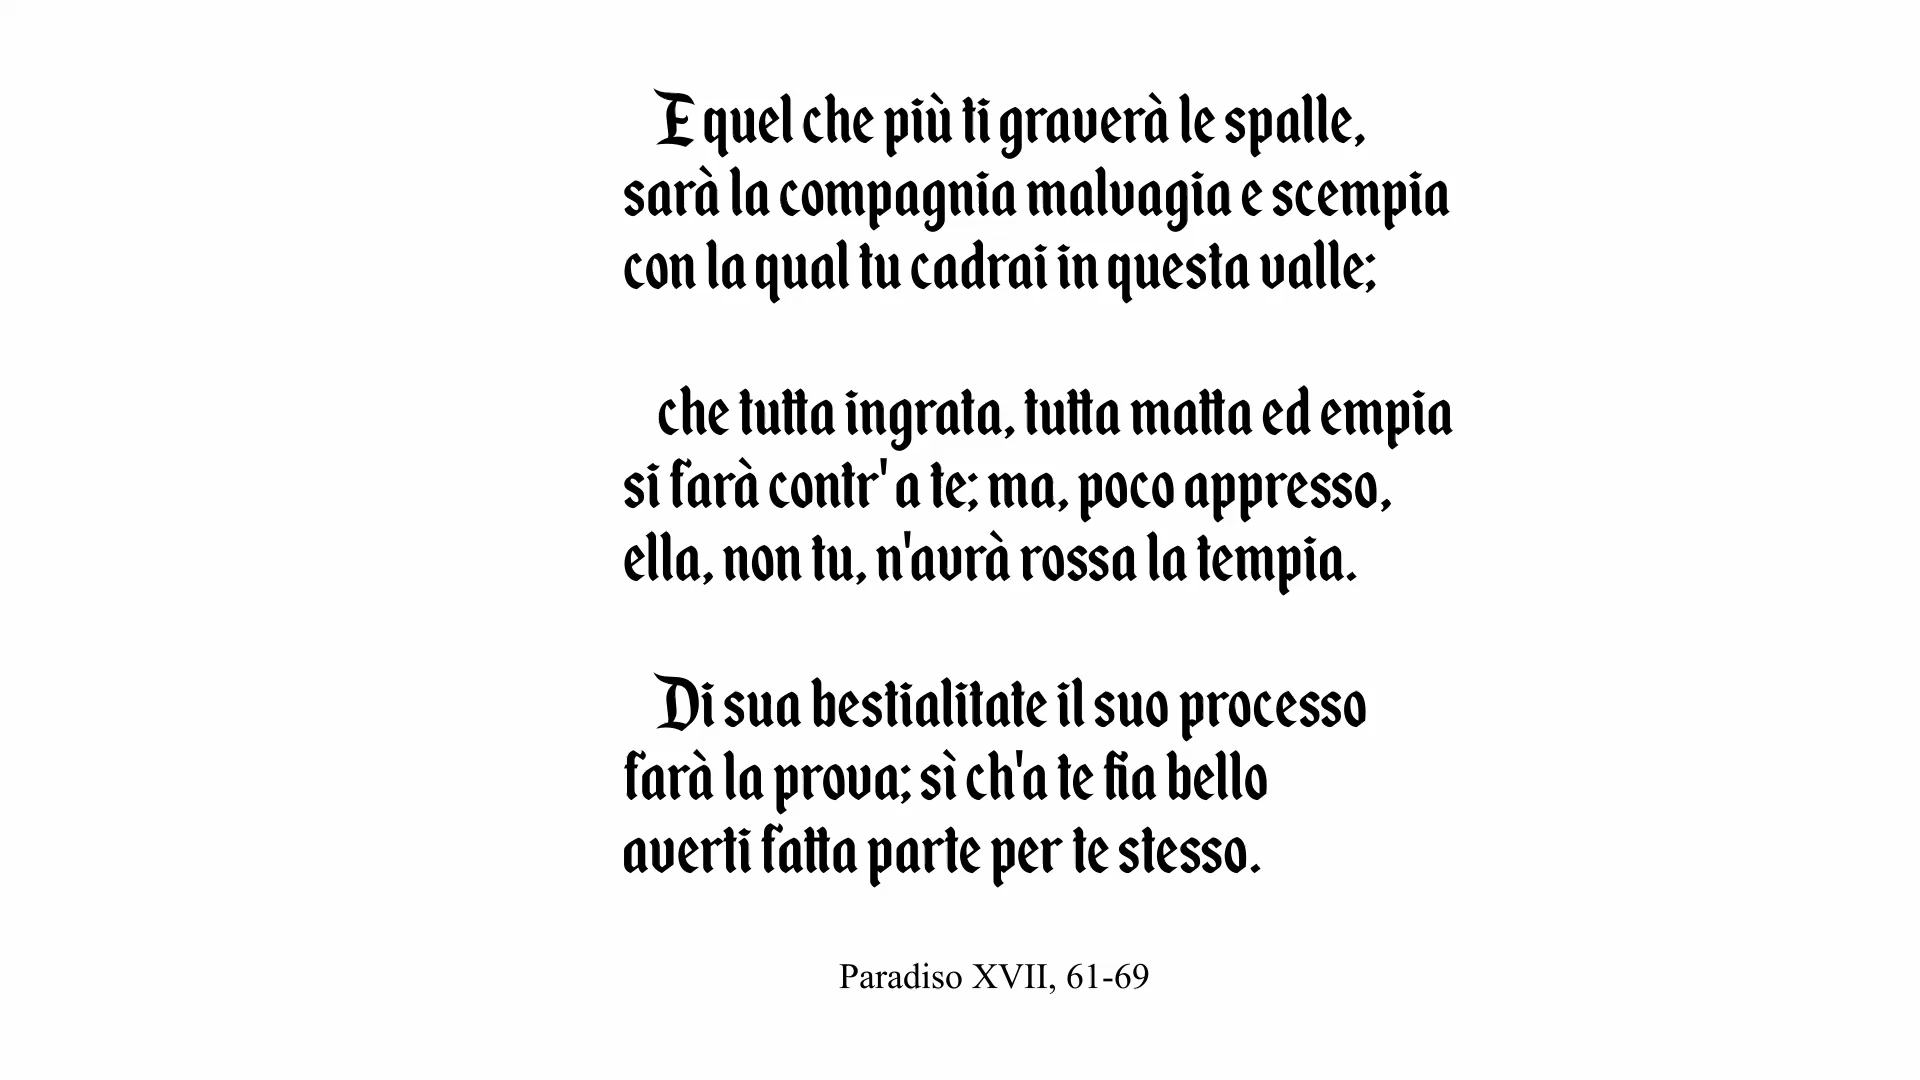 E quel che più ti graverà le spalle,
sarà la compagnia malvagia e scempia
con la qual tu cadrai in questa valle;
che tutta ingrata, tutta matta ed empia
si farà contr' a te; ma, poco appresso,
ella, non tu, n'avrà rossa la tempia.
Di sua bestialitate il suo processo
farà la prova; sì ch'a te fia bello
averti fatta parte per te stesso.
Paradiso XVII, 61-69